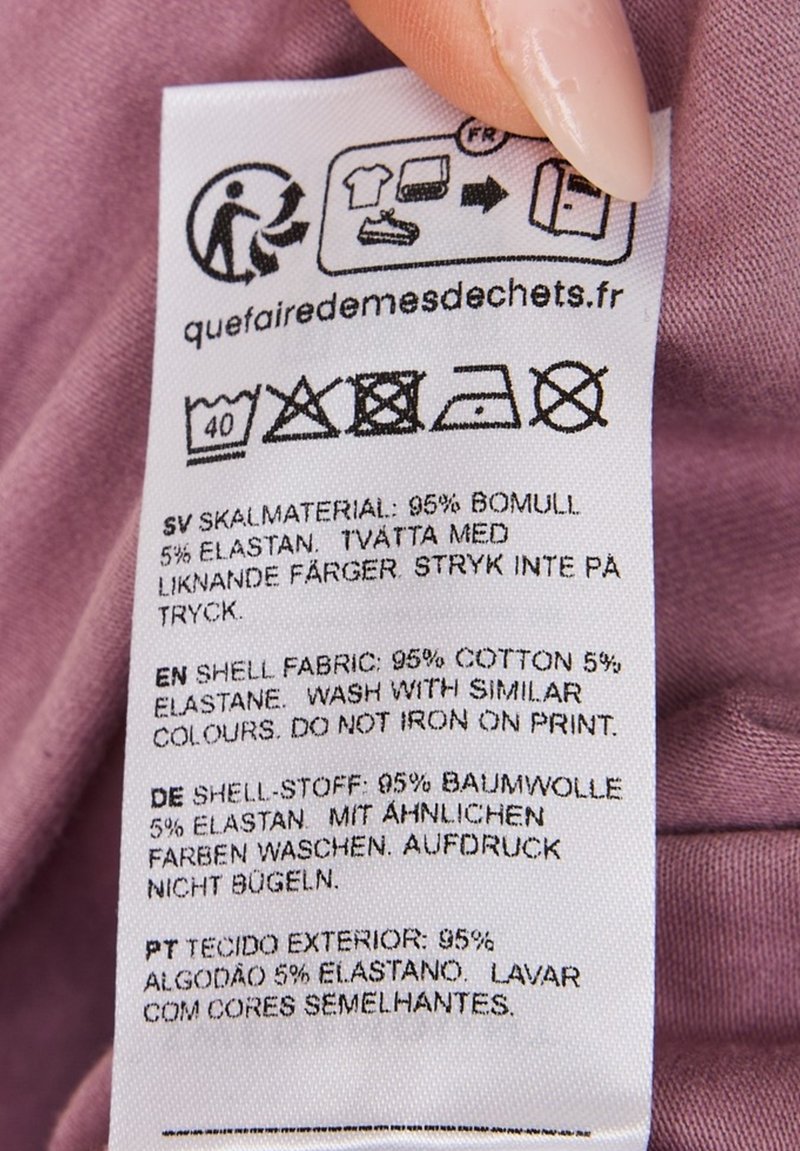 FR
quefairedemesdechets.fr
40
SV SKALMATERIAL: 95% BOMULL
5% ELASTAN. TVÄTTA MED
LIKNANDE FÄRGER. STRYK INTE PÅ
TRYCK.
EN SHELL FABRIC: 95% COTTON 5%
ELASTANE. WASH WITH SIMILAR
COLOURS. DO NOT IRON ON PRINT.
DE SHELL-STOFF: 95% BAUMWOLLE
5% ELASTAN. MIT ÄHNLICHEN
FARBEN WASCHEN. AUFDRUCK
NICHT BÜGELN.
PT TECIDO EXTERIOR: 95%
ALGODÃO 5% ELASTANO. LAVAR
COM CORES SEMELHANTES.